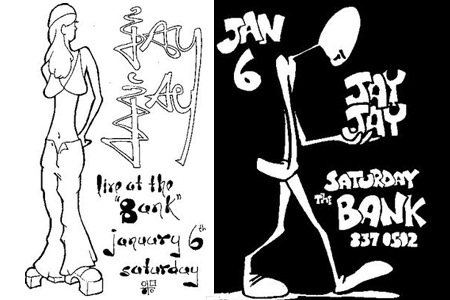 Jay
Jay
live at the
"Bank"
january 6th
saturday
JAN
6
JAY
JAY
SATURDAY
THE BANK
837 0512